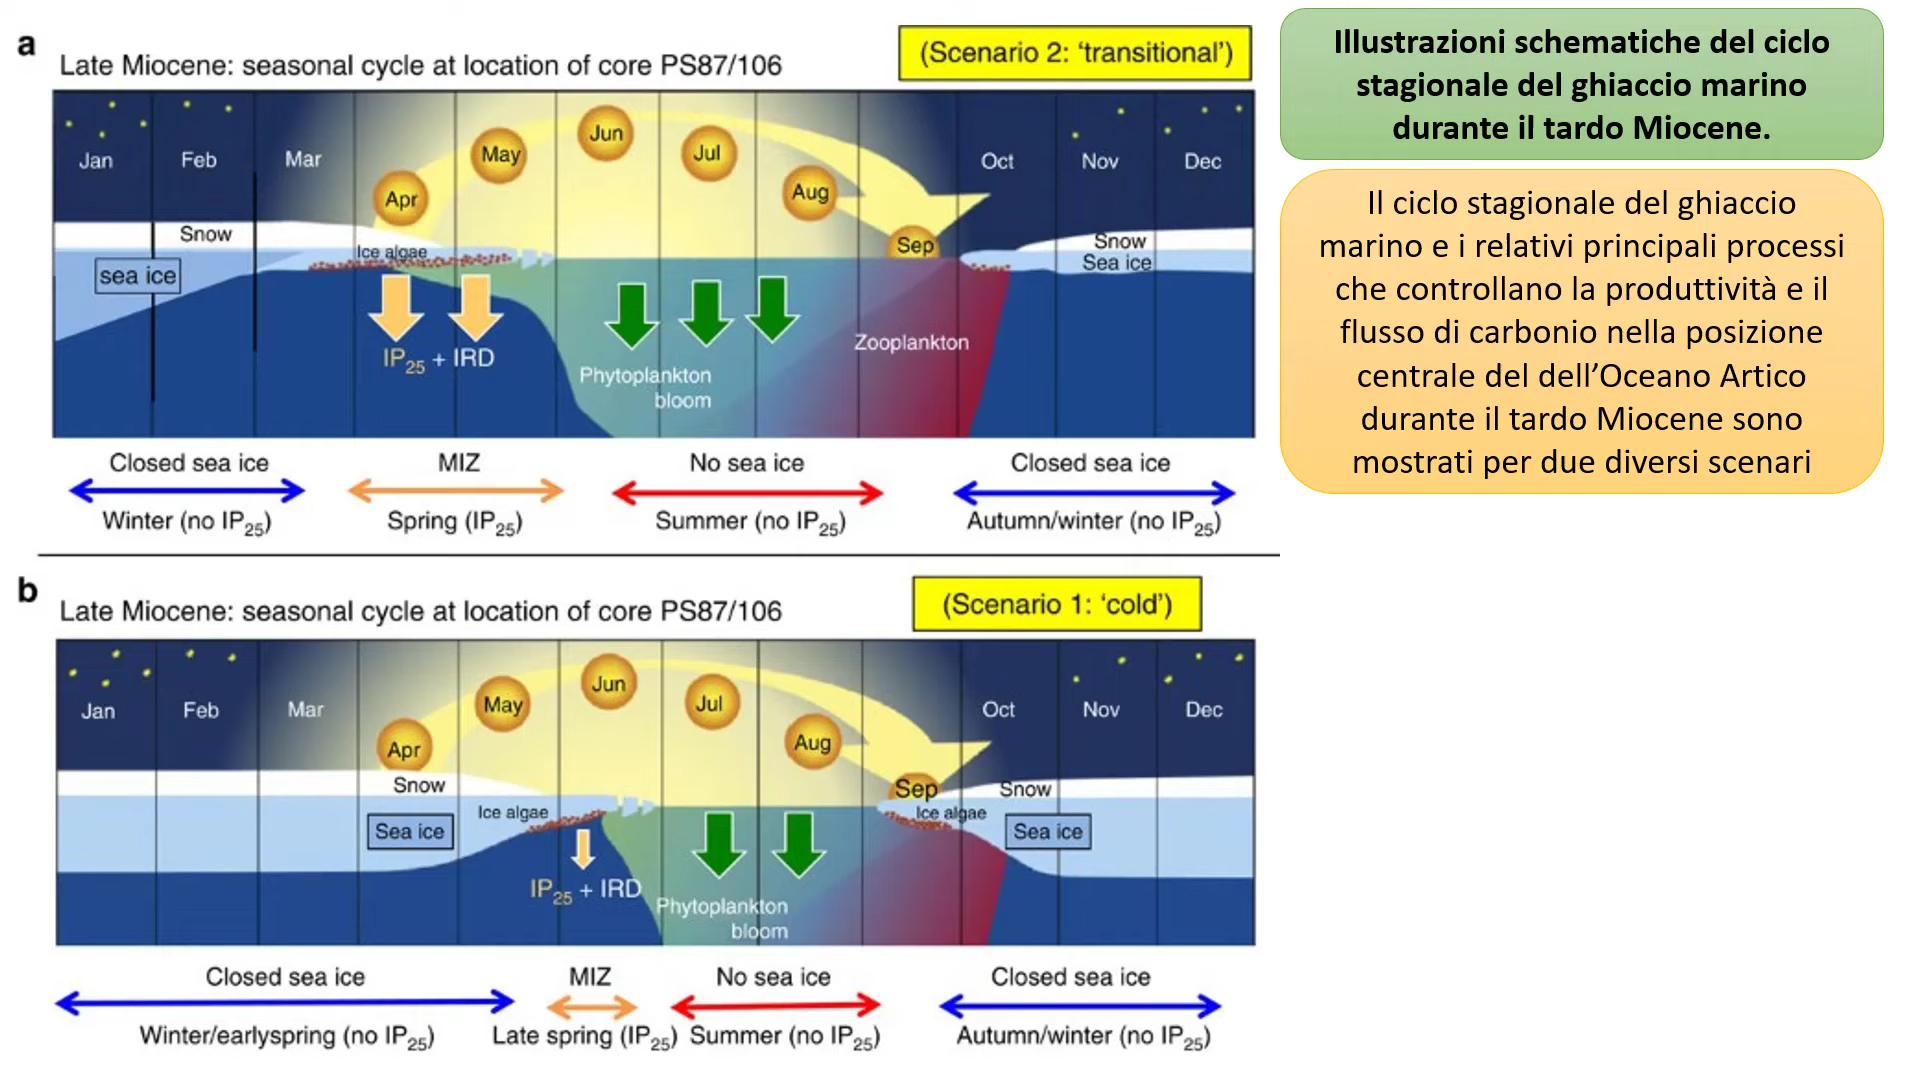 a
Late Miocene: seasonal cycle at location of core PS87/106
(Scenario 2: ‘transitional’)
Jan
Feb
Mar
Apr
May
Jun
Jul
Aug
Sep
Oct
Nov
Dec
Snow
sea ice
Ice algae
IP25 + IRD
Phytoplankton
bloom
Zooplankton
Snow
Sea ice
Closed sea ice
MIZ
No sea ice
Closed sea ice
Winter (no IP25)
Spring (IP25)
Summer (no IP25)
Autumn/winter (no IP25)
b
Late Miocene: seasonal cycle at location of core PS87/106
(Scenario 1: ‘cold’)
Jan
Feb
Mar
Apr
May
Jun
Jul
Aug
Sep
Oct
Nov
Dec
Snow
Sea ice
Ice algae
IP25 + IRD
Phytoplankton
bloom
Snow
Ice algae
Sea ice
Closed sea ice
MIZ
No sea ice
Closed sea ice
Winter/earlyspring (no IP25)
Late spring (IP25)
Summer (no IP25)
Autumn/winter (no IP25)
Illustrazioni schematiche del ciclo
stagionale del ghiaccio marino
durante il tardo Miocene.
Il ciclo stagionale del ghiaccio
marino e i relativi principali processi
che controllano la produttività e il
flusso di carbonio nella posizione
centrale del dell’Oceano Artico
durante il tardo Miocene sono
mostrati per due diversi scenari